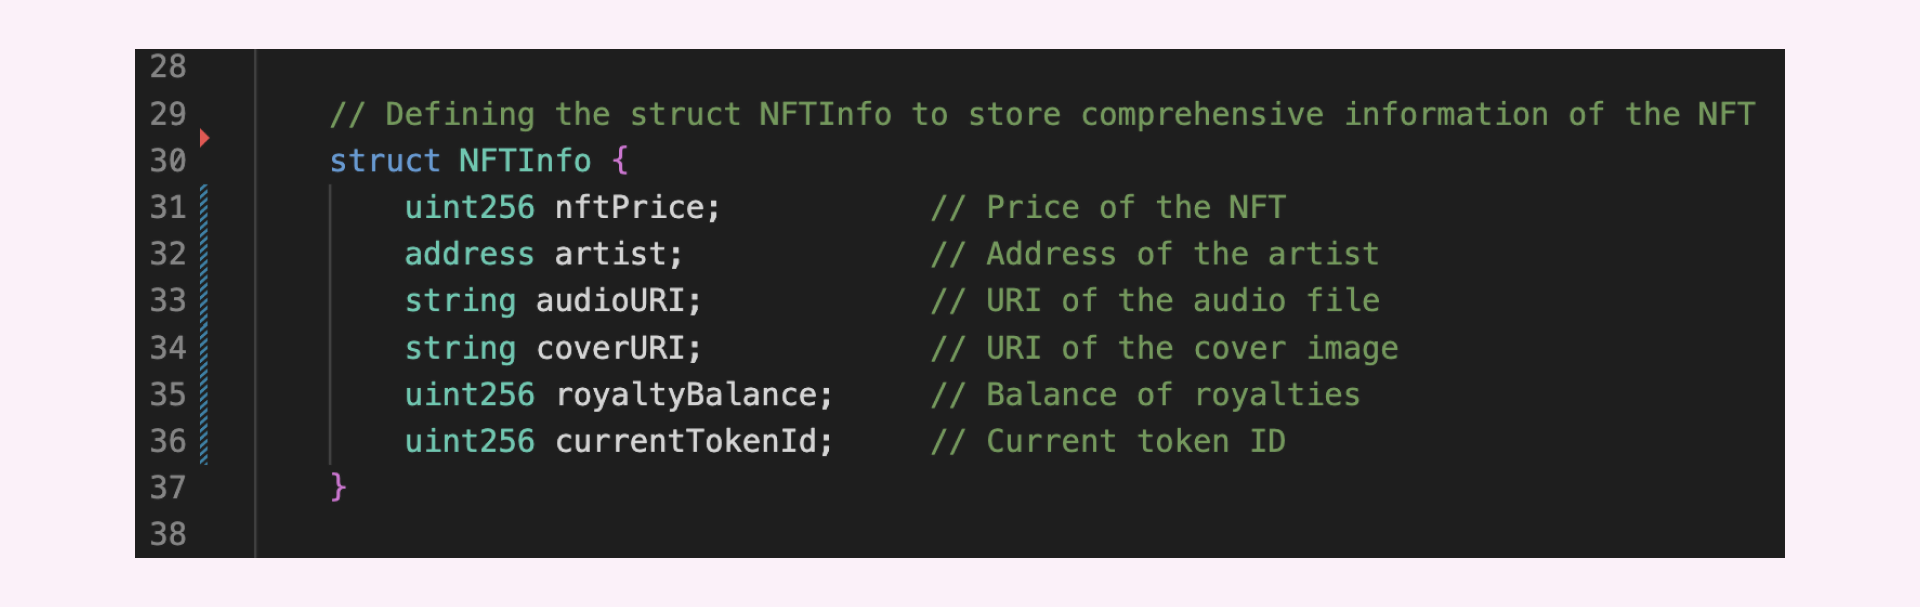 28
29 // Defining the struct NFTInfo to store comprehensive information of the NFT
30 struct NFTInfo {
31 uint256 nftPrice; // Price of the NFT
32 address artist; // Address of the artist
33 string audioURI; // URI of the audio file
34 string coverURI; // URI of the cover image
35 uint256 royaltyBalance; // Balance of royalties
36 uint256 currentTokenId; // Current token ID
37 }
38